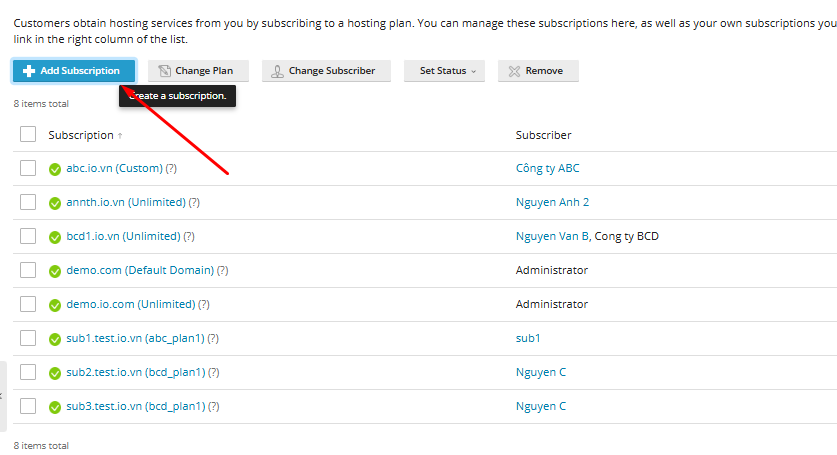 Customers obtain hosting services from you by subscribing to a hosting plan. You can manage these subscriptions here, as well as your own subscriptions you
link in the right column of the list.
Add Subscription Change Plan Change Subscriber Set Status Remove
Create a subscription.
8 items total
Subscription ↑ Subscriber
abc.io.vn (Custom) (?) Công ty ABC
annth.io.vn (Unlimited) (?) Nguyen Anh 2
bcd1.io.vn (Unlimited) (?) Nguyen Van B, Cong ty BCD
demo.com (Default Domain) (?) Administrator
demo.io.com (Unlimited) (?) Administrator
sub1.test.io.vn (abc_plan1) (?) sub1
sub2.test.io.vn (bcd_plan1) (?) Nguyen C
sub3.test.io.vn (bcd_plan1) (?) Nguyen C
8 items total